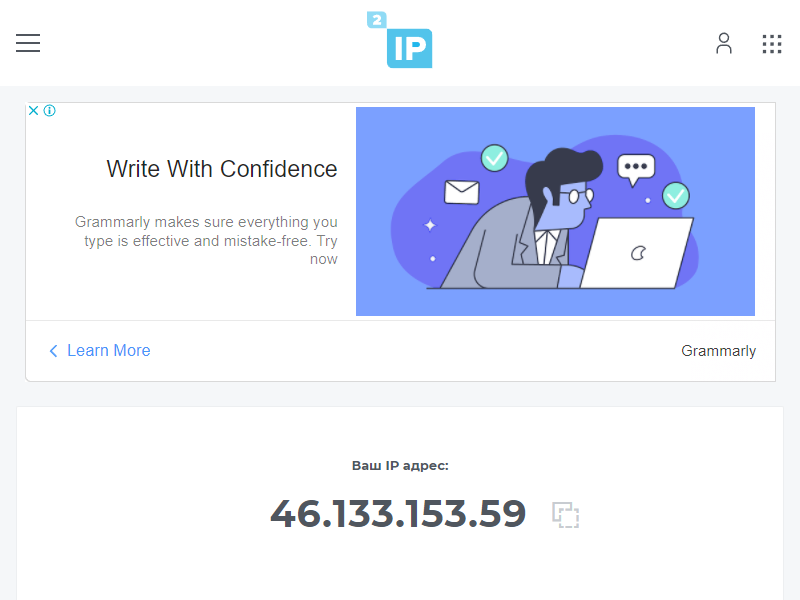 2
IP
Write With Confidence
Grammarly makes sure everything you
type is effective and mistake-free. Try
now
Learn More
Grammarly
Ваш IP адрес:
46.133.153.59